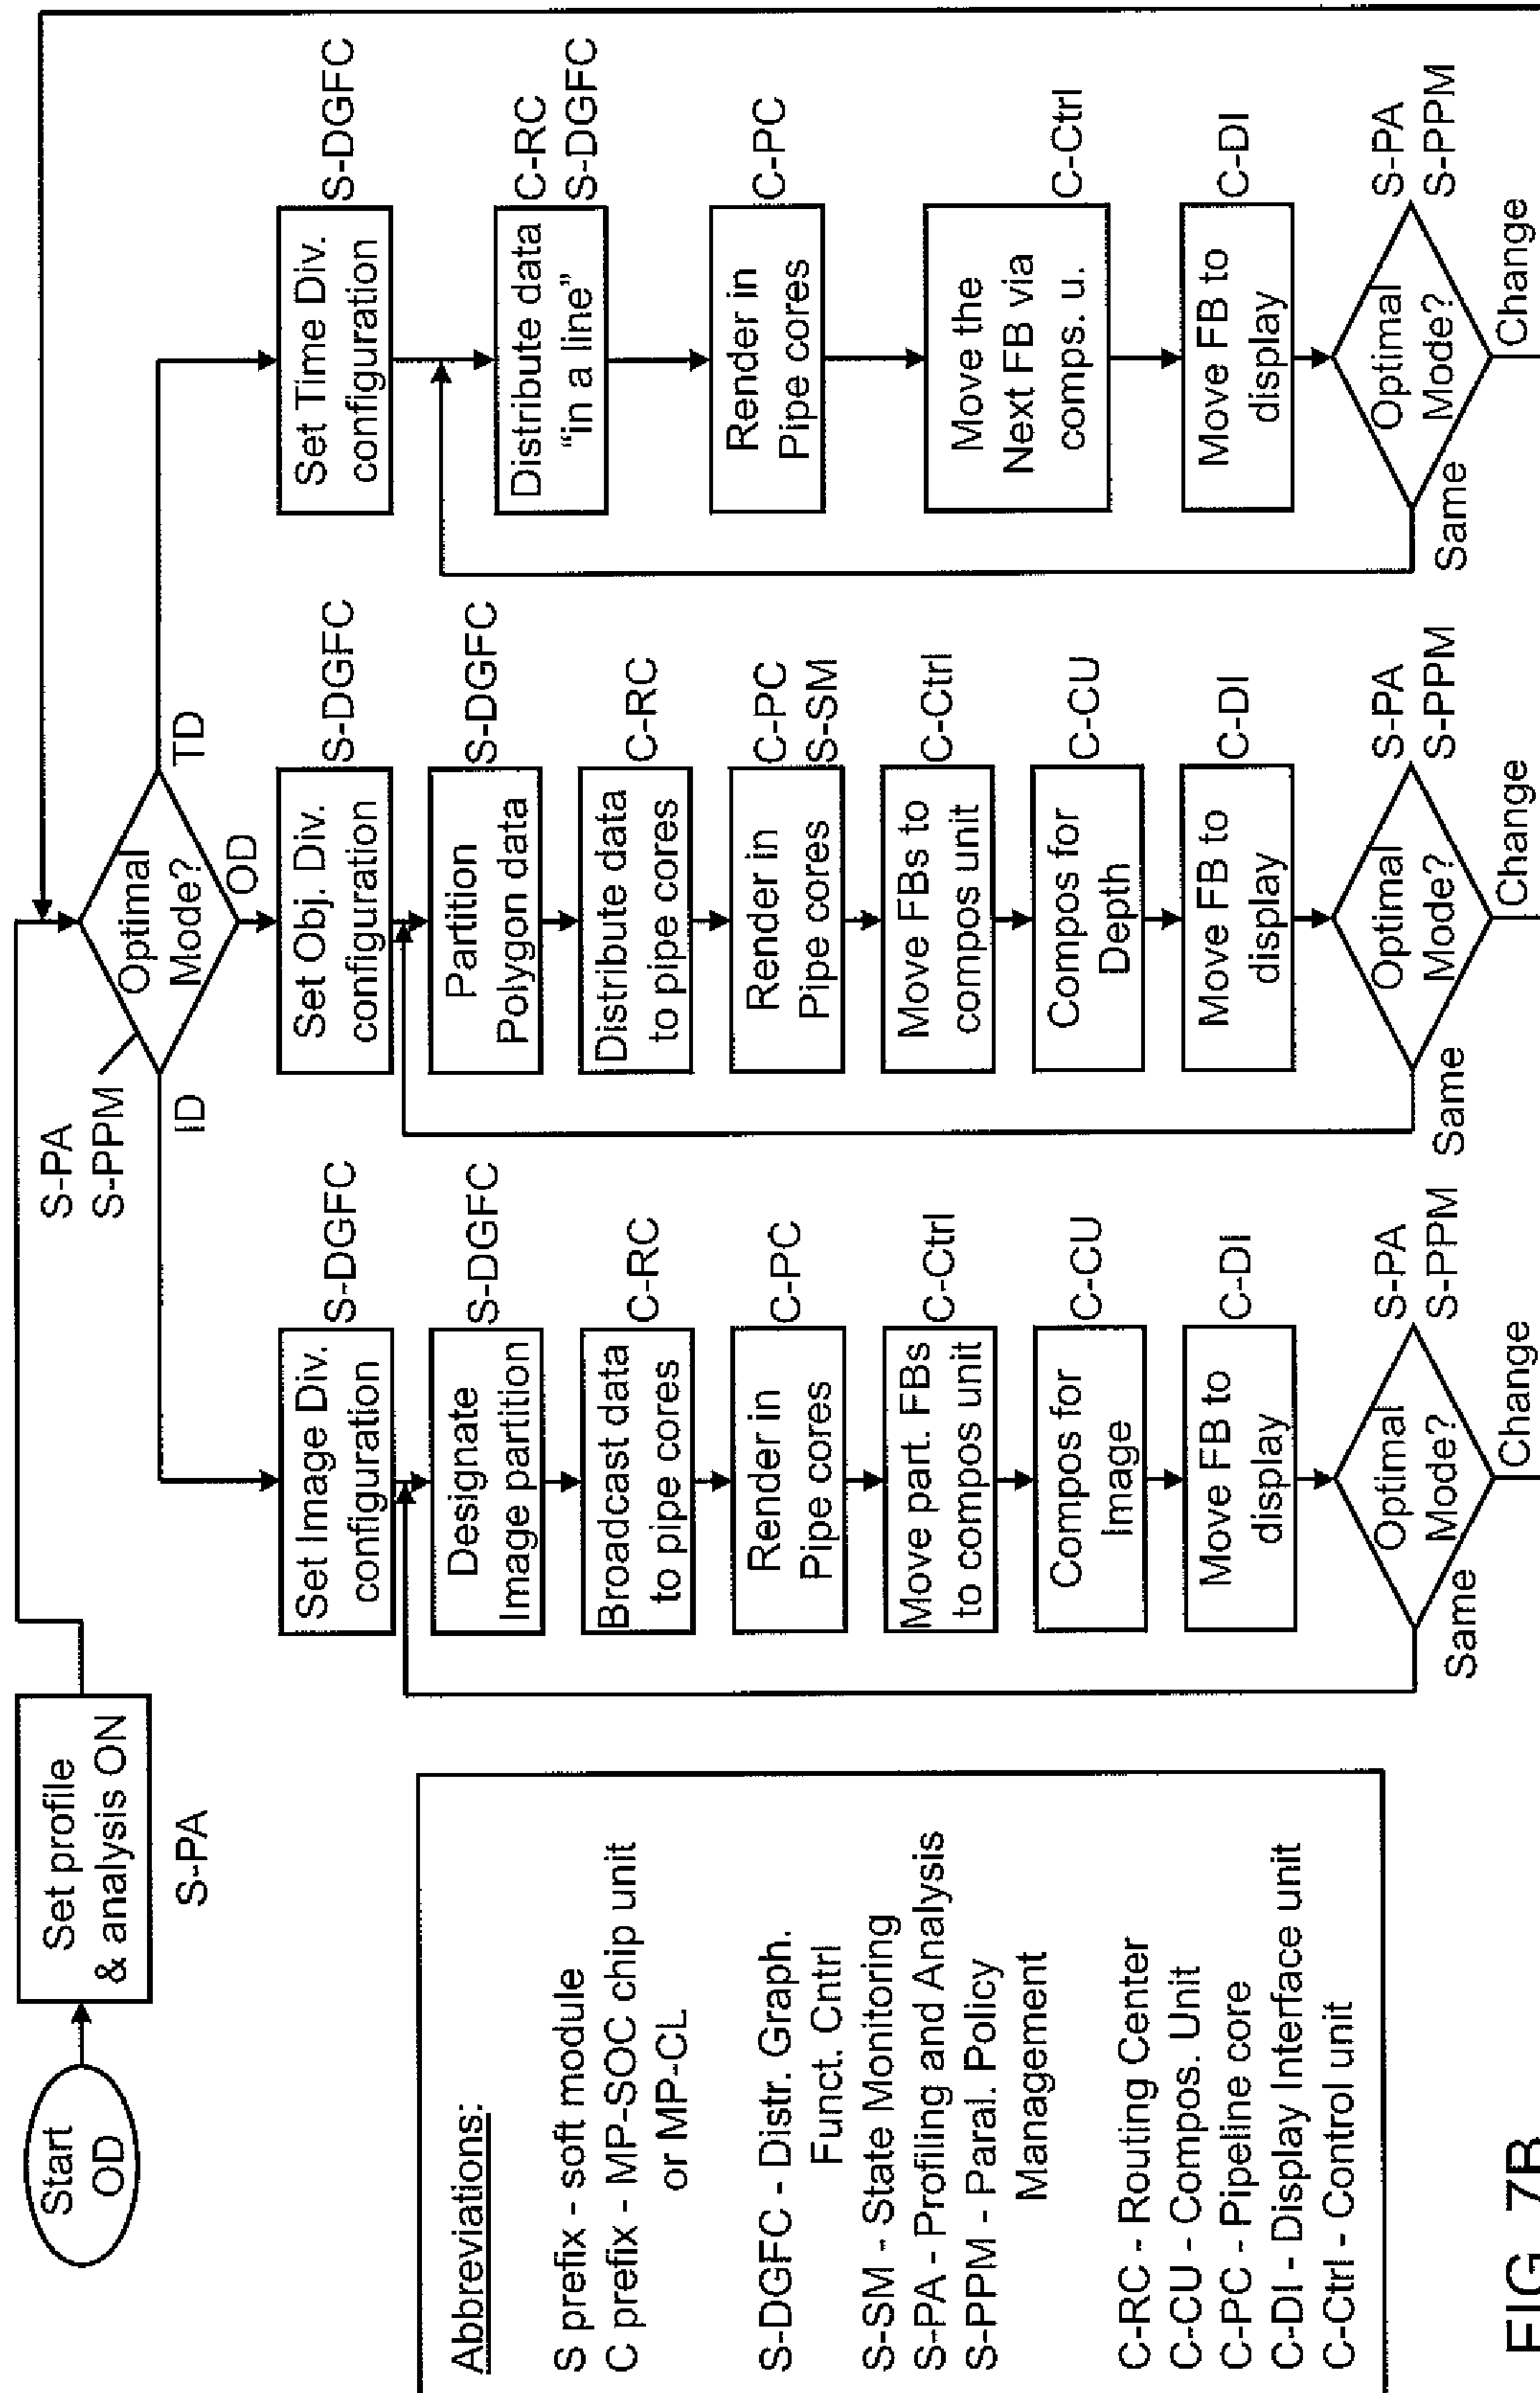 Start
OD
Set profile
& analysis ON
S-PA
S-PA
S-PPM
Optimal
Mode?
ID
OD
TD
Set Image Div.
configuration
S-DGFC
Designate
Image partition
S-DGFC
Broadcast data
to pipe cores
C-RC
Render in
Pipe cores
C-PC
Move part. FBs
to compos unit
C-Ctrl
Compos for
Image
C-CU
Move FB to
display
C-DI
Optimal
Mode?
S-PA
S-PPM
Same
Change
Set Obj. Div.
configuration
S-DGFC
Partition
Polygon data
S-DGFC
Distribute data
to pipe cores
C-RC
Render in
Pipe cores
C-PC
S-SM
Move FBs to
compos unit
C-Ctrl
Compos for
Depth
C-CU
Move FB to
display
C-DI
Optimal
Mode?
S-PA
S-PPM
Same
Change
Set Time Div.
configuration
S-DGFC
Distribute data
“in a line”
C-RC
S-DGFC
Render in
Pipe cores
C-PC
Move the
Next FB via
comps. u.
C-Ctrl
Move FB to
display
C-DI
Optimal
Mode?
S-PA
S-PPM
Same
Change
Abbreviations:
S prefix - soft module
C prefix - MP-SOC chip unit
or MP-CL
S-DGFC - Distr. Graph.
Funct. Cntrl
S-SM - State Monitoring
S-PA - Profiling and Analysis
S-PPM - Paral. Policy
Management
C-RC - Routing Center
C-CU - Compos. Unit
C-PC - Pipeline core
C-DI - Display Interface unit
C-Ctrl - Control unit
FIG. 7B